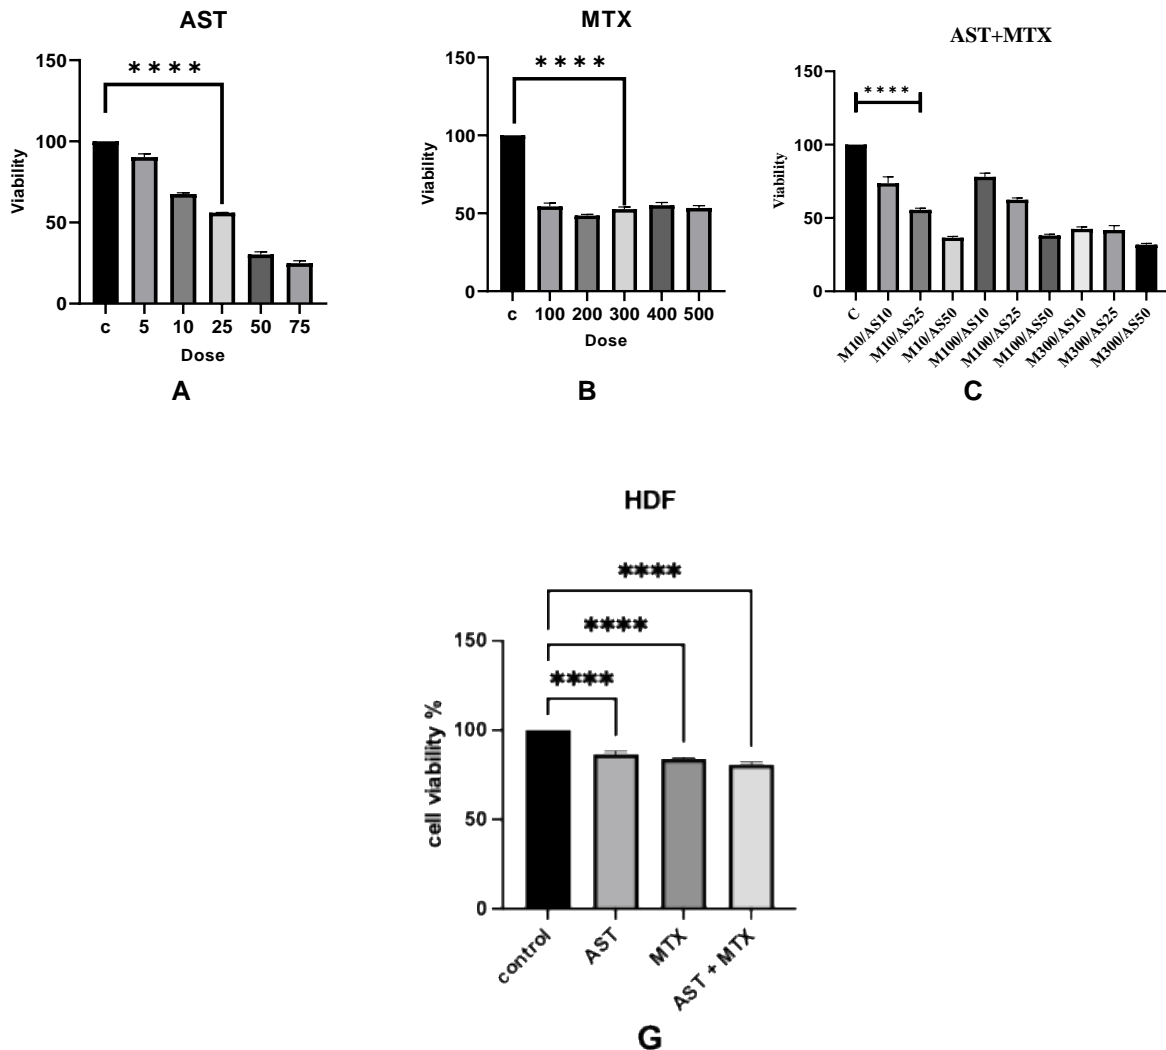 AST
****
150
100
50
0
Viability
c 5 10 25 50 75
Dose
A
MTX
****
150
100
50
0
Viability
c 100 200 300 400 500
Dose
B
AST+MTX
****
150
100
50
0
Viability
C
M10/AS10
M10/AS25
M10/AS50
M100/AS10
M100/AS25
M100/AS50
M300/AS10
M300/AS25
M300/AS50
C
HDF
****
****
****
150
100
50
0
cell viability %
control
AST
MTX
AST + MTX
G